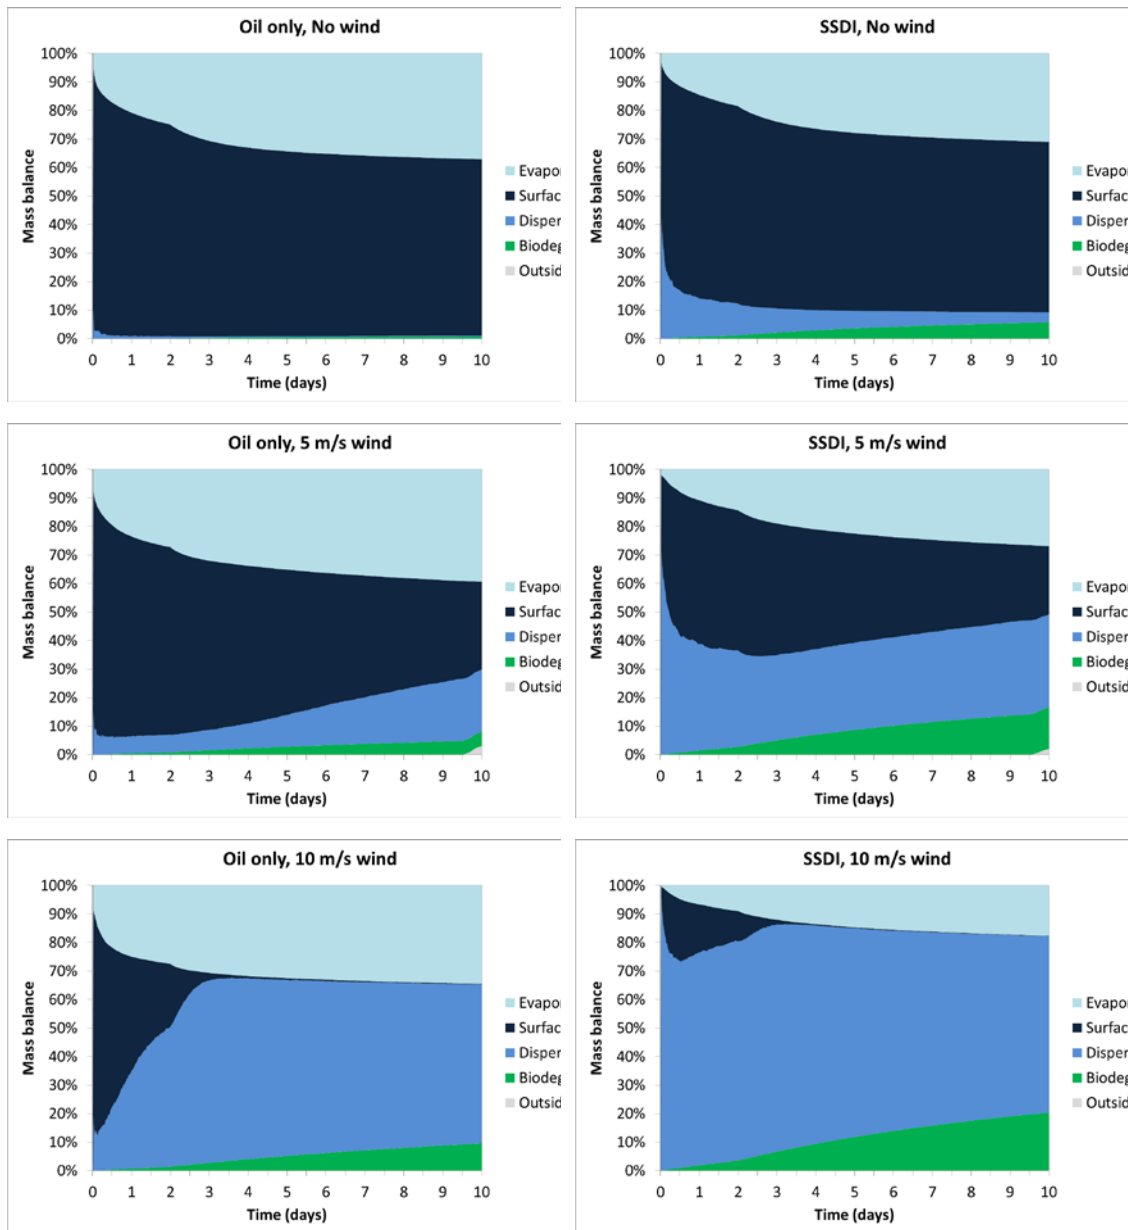 Oil only, No wind
100%
90%
80%
70%
60%
50%
40%
30%
20%
10%
0%
Mass balance
0 1 2 3 4 5 6 7 8 9 10
Time (days)
Evapor
Surfac
Disper
Biodeg
Outsid
SSDI, No wind
100%
90%
80%
70%
60%
50%
40%
30%
20%
10%
0%
Mass balance
0 1 2 3 4 5 6 7 8 9 10
Time (days)
Evapor
Surfac
Disper
Biodeg
Outsid
Oil only, 5 m/s wind
100%
90%
80%
70%
60%
50%
40%
30%
20%
10%
0%
Mass balance
0 1 2 3 4 5 6 7 8 9 10
Time (days)
Evapor
Surfac
Disper
Biodeg
Outsid
SSDI, 5 m/s wind
100%
90%
80%
70%
60%
50%
40%
30%
20%
10%
0%
Mass balance
0 1 2 3 4 5 6 7 8 9 10
Time (days)
Evapor
Surfac
Disper
Biodeg
Outsid
Oil only, 10 m/s wind
100%
90%
80%
70%
60%
50%
40%
30%
20%
10%
0%
Mass balance
0 1 2 3 4 5 6 7 8 9 10
Time (days)
Evapor
Surfac
Disper
Biodeg
Outsid
SSDI, 10 m/s wind
100%
90%
80%
70%
60%
50%
40%
30%
20%
10%
0%
Mass balance
0 1 2 3 4 5 6 7 8 9 10
Time (days)
Evapor
Surfac
Disper
Biodeg
Outsid